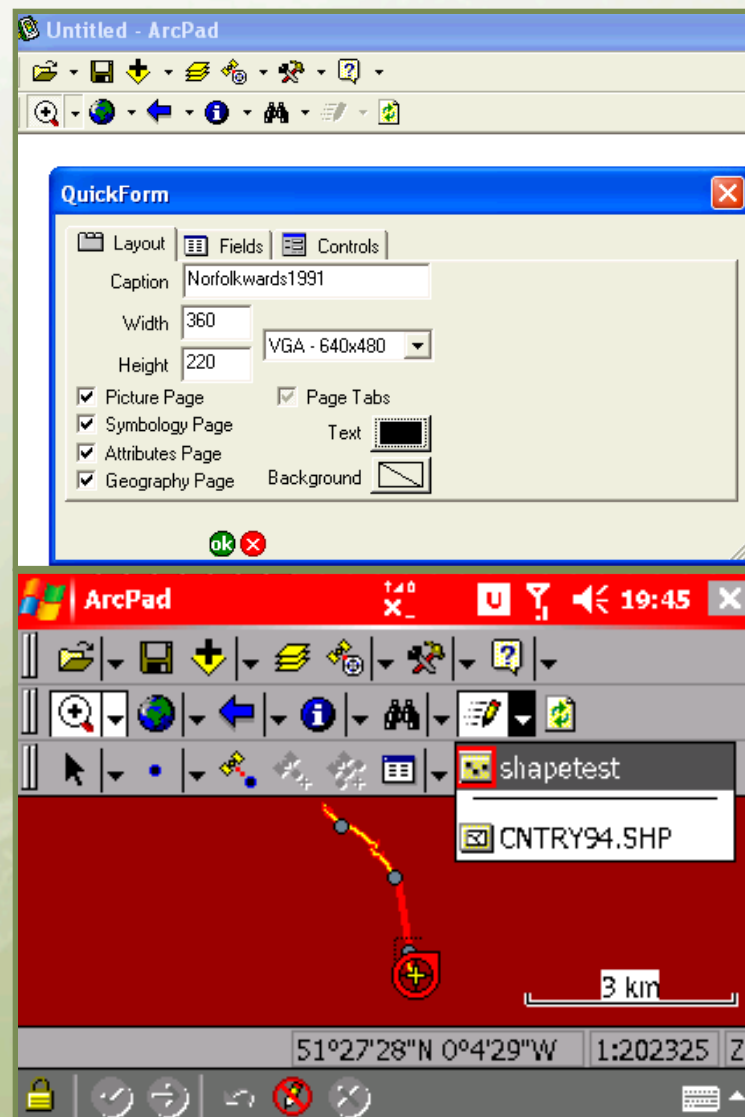 Untitled - ArcPad
QuickForm
Layout Fields Controls
Caption Norfolkwards1991
Width 360
VGA - 640x480
Height 220
Picture Page Page Tabs
Symbology Page Text
Attributes Page
Geography Page Background
ok
ArcPad U 19:45
shapetest
CNTRY94.SHP
3 km
51°27'28"N 0°4'29"W 1:202325 Z